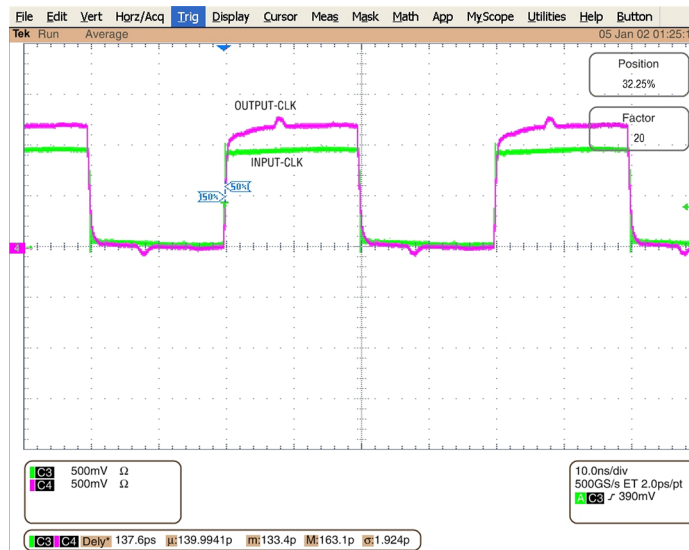 File Edit Vert Horz/Acq Trig Display Cursor Meas Mask Math App MyScope Utilities Help Button
Tek Run Average 05 Jan 02 01:25:1
Position
32.25%
Factor
20
OUTPUT-CLK
INPUT-CLK
50%
50%
4
C3 500mV Ω
C4 500mV Ω
10.0ns/div
500GS/s ET 2.0ps/pt
A C3 ∕ 390mV
C3 C4 Dely* 137.6ps µ:139.9941p m:133.4p M:163.1p σ:1.924p